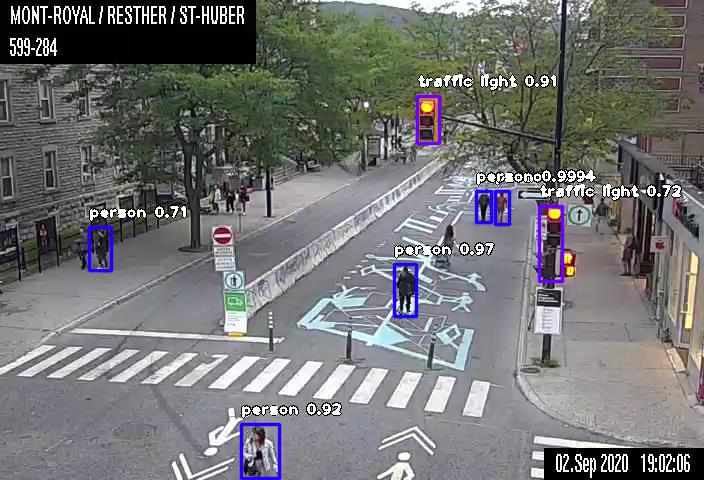 MONT-ROYAL / RESTHER / ST-HUBER
599-284
traffic light 0.91
0.9994
traffic light 0.72
person 0.71
person 0.97
person 0.92
02.Sep 2020 19:02:06